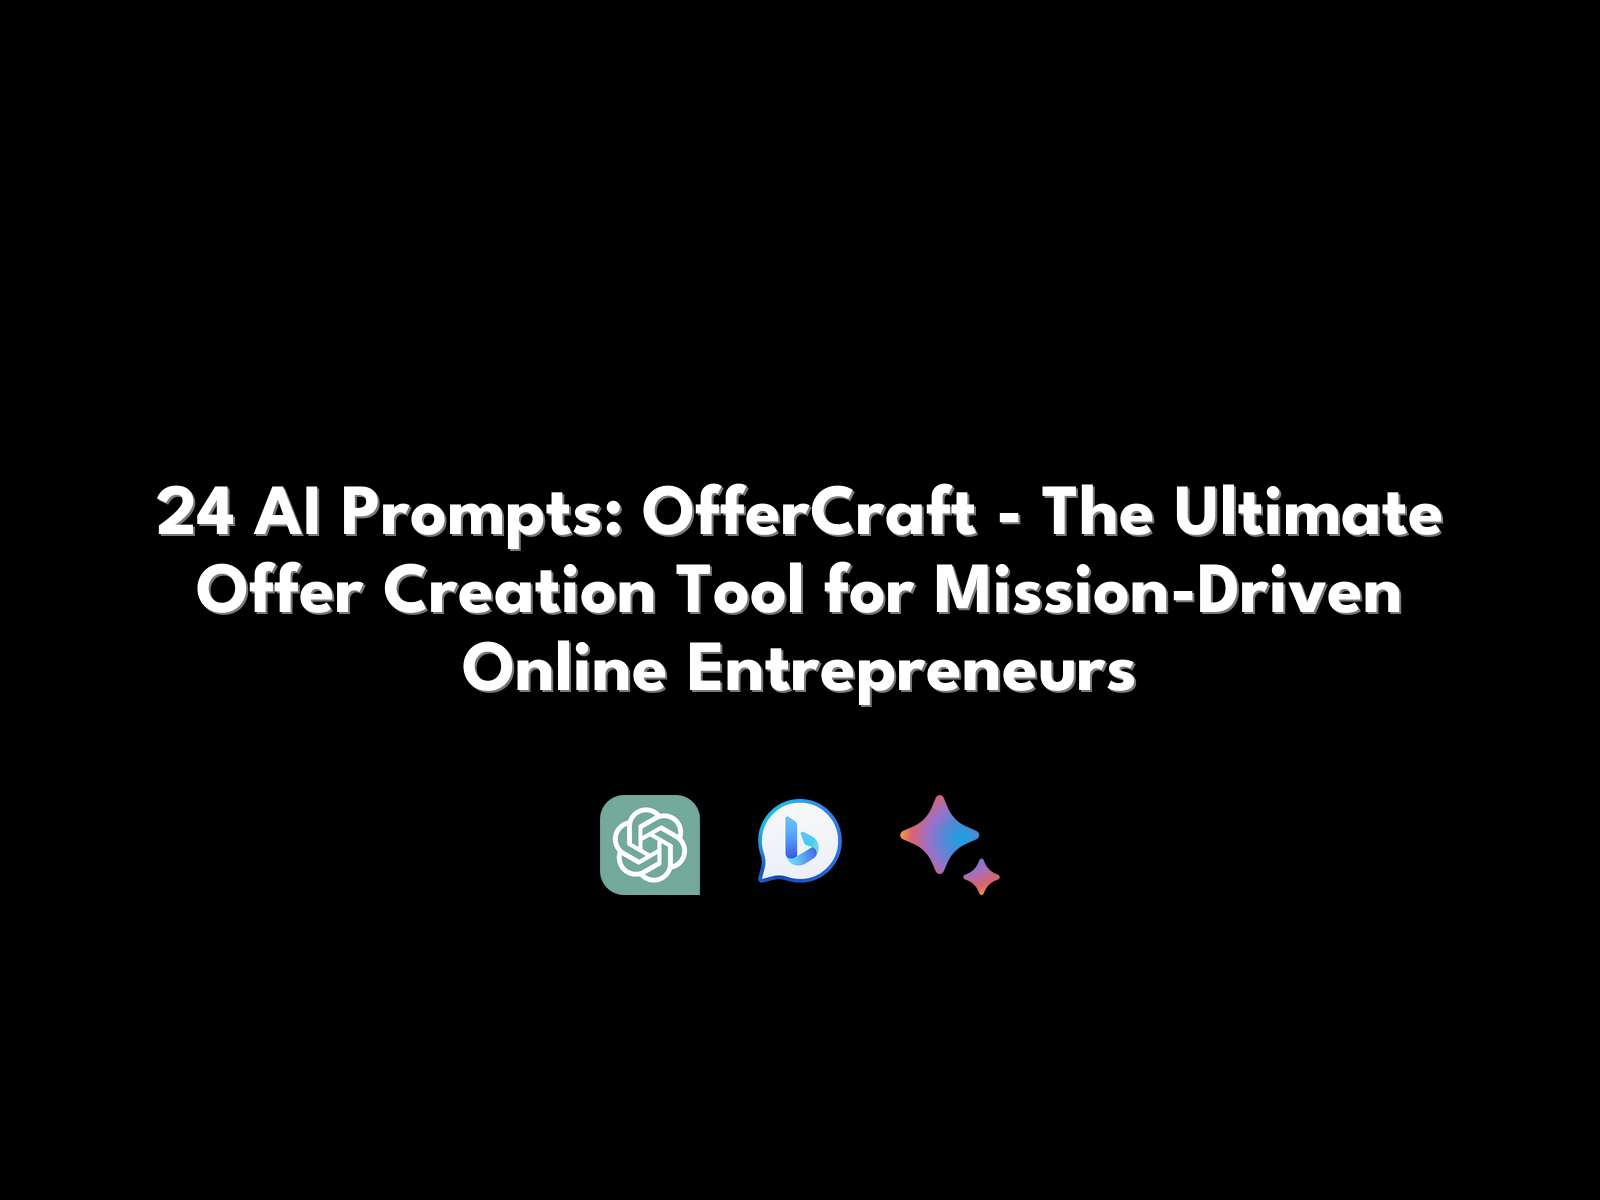 24 AI Prompts: OfferCraft - The Ultimate
Offer Creation Tool for Mission-Driven
Online Entrepreneurs